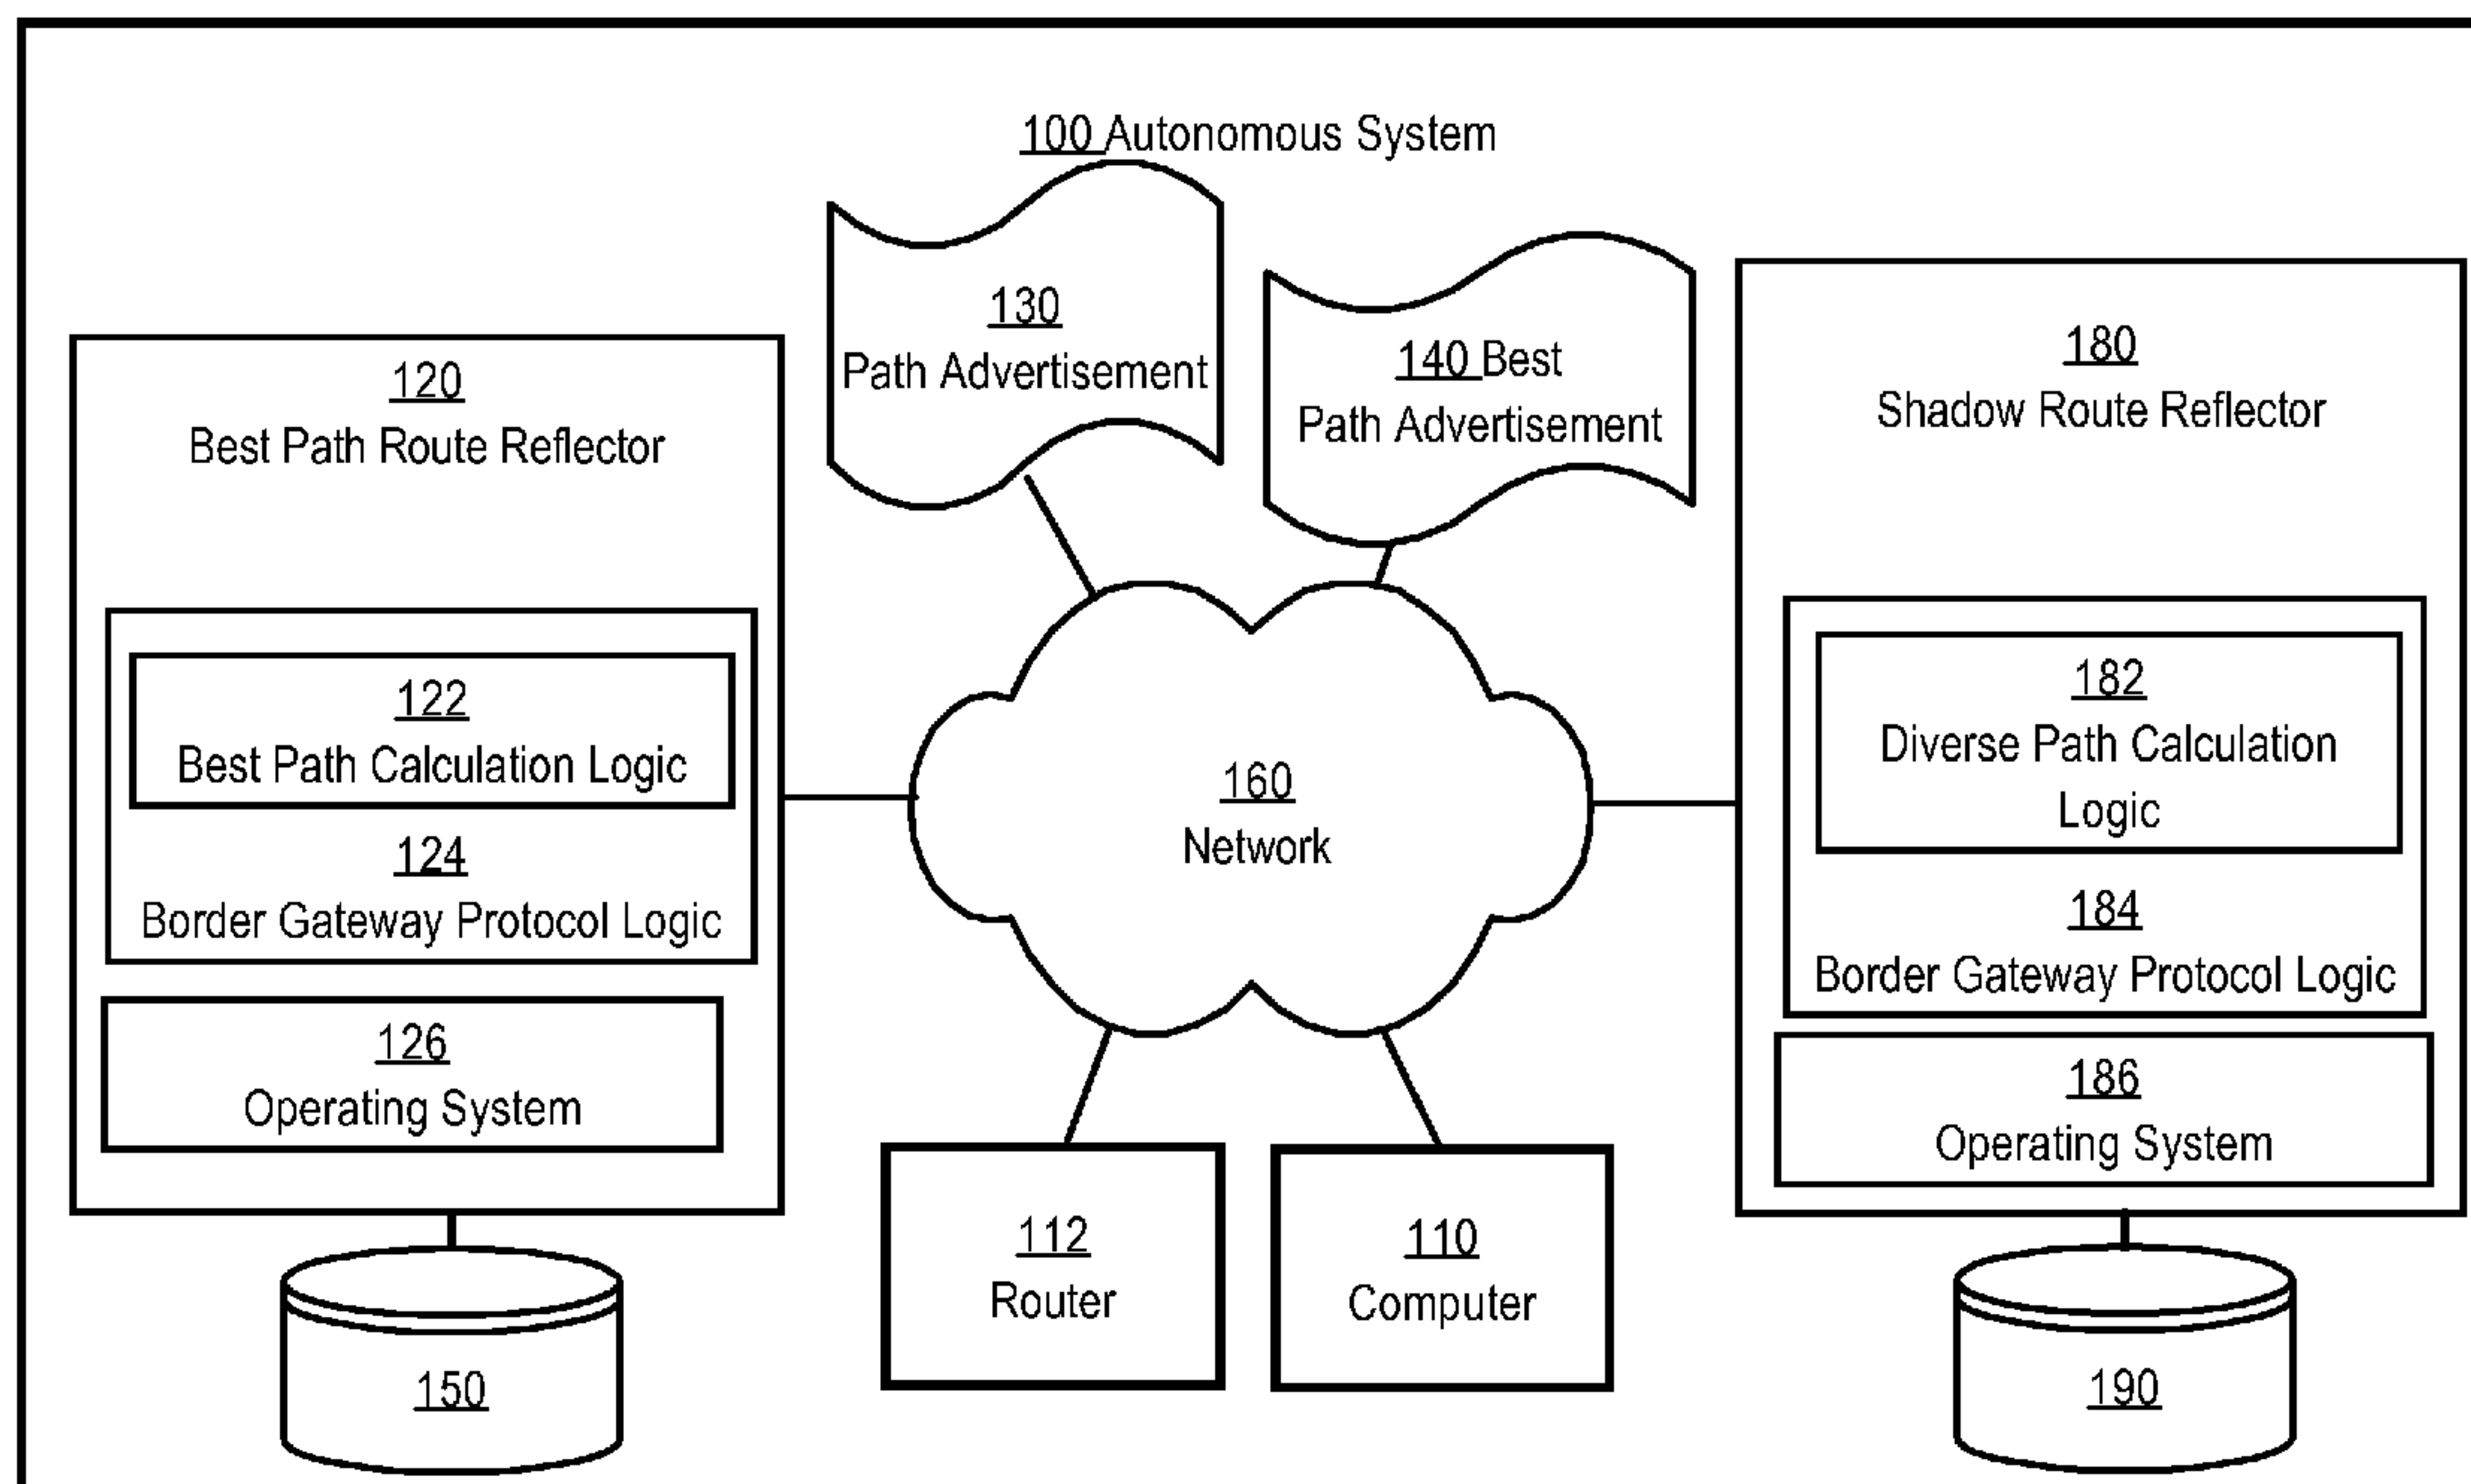 100 Autonomous System
130
Path Advertisement
140 Best
Path Advertisement
120
Best Path Route Reflector
122
Best Path Calculation Logic
124
Border Gateway Protocol Logic
126
Operating System
150
160
Network
112
Router
110
Computer
180
Shadow Route Reflector
182
Diverse Path Calculation
Logic
184
Border Gateway Protocol Logic
186
Operating System
190